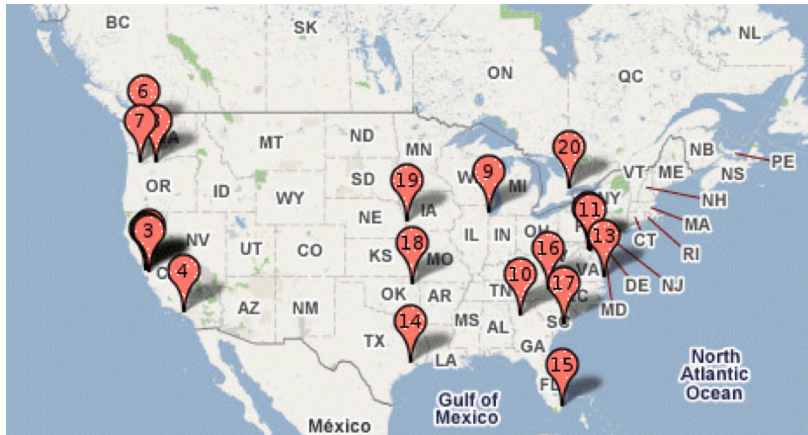 BC
SK
NL
ON
QC
6
7
MT
ND
MN
20
NB
PE
VT
ME
NS
OR
ID
SD
9
MI
NY
NH
WY
19
IA
11
MA
3
NV
NE
IL
IN
OH
CT
RI
UT
CO
KS
18
MO
16
13
VA
DE
NJ
4
OK
AR
TN
10
17
MD
AZ
NM
MS
AL
SC
TX
14
LA
GA
15
FL
North
Atlantic
Ocean
Gulf of
Mexico
México